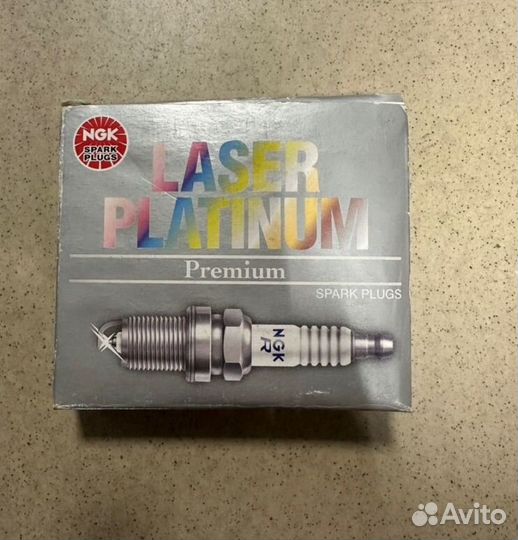 NGK
SPARK
PLUGS
LASER
PLATINUM
Premium
SPARK PLUGS
NGK
R
Avito